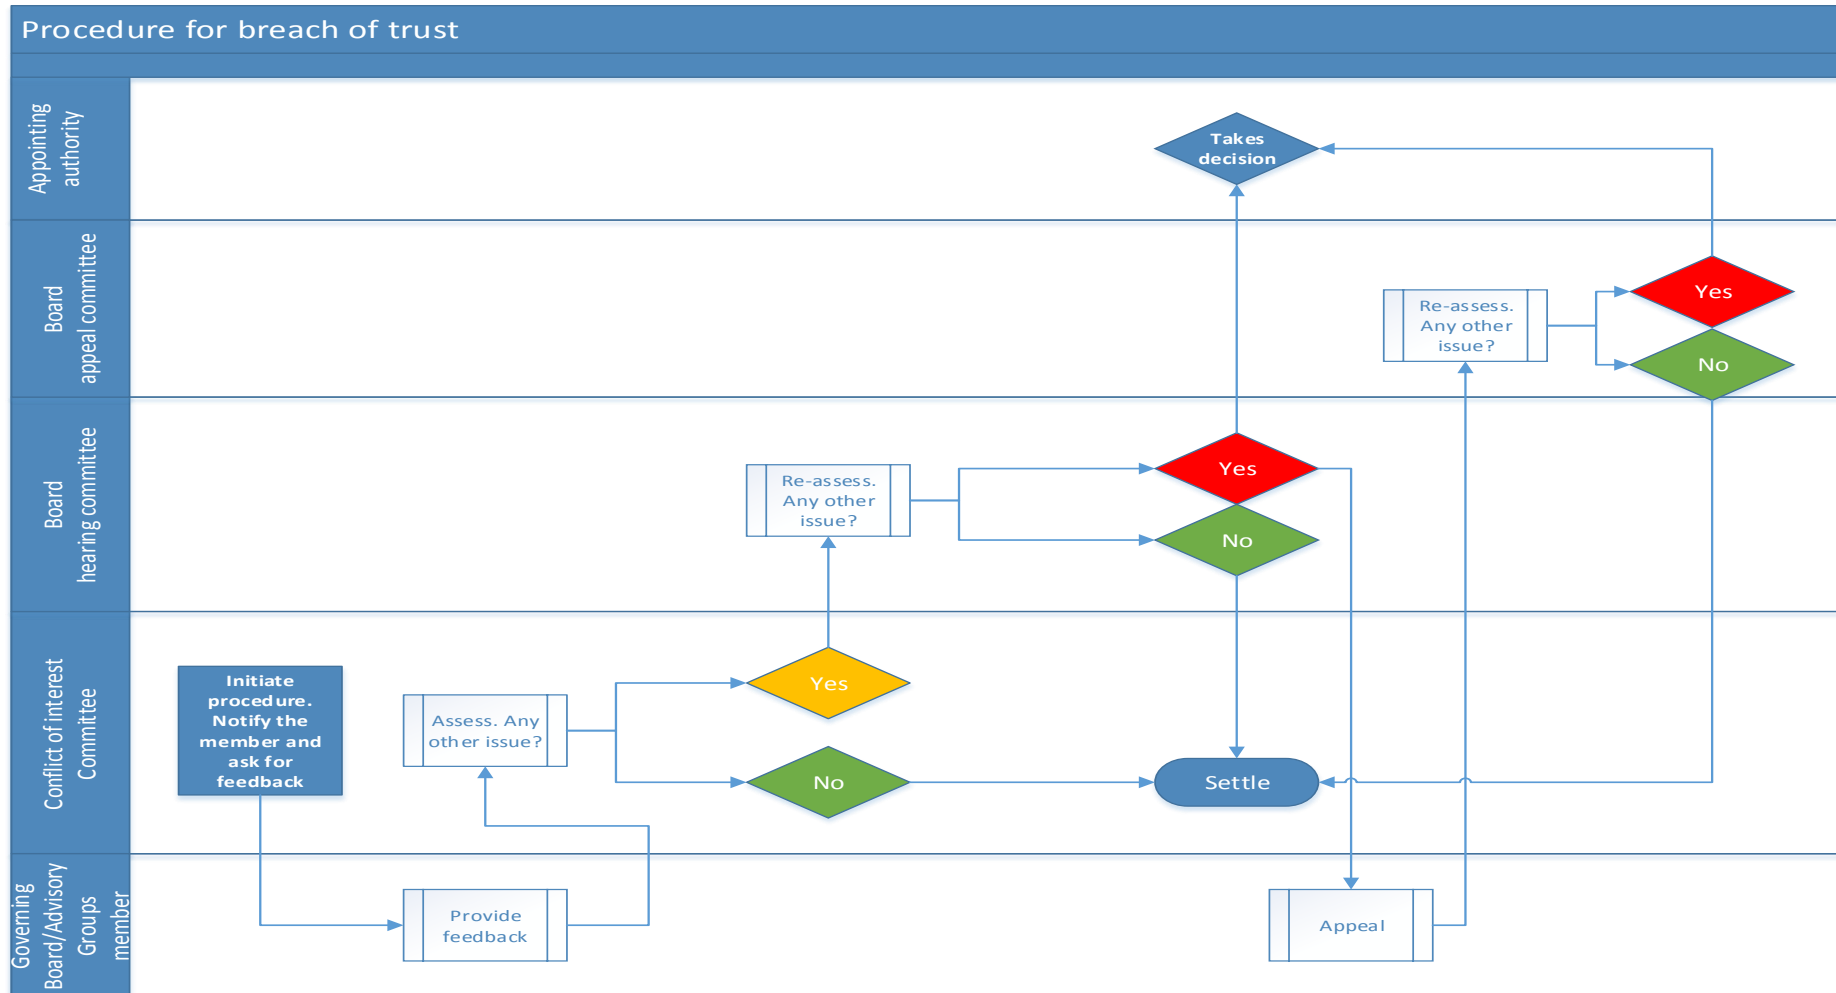 Procedure for breach of trust
Appointing
authority
Takes
decision
Board
appeal committee
Re-assess.
Any other
issue?
Yes
No
Board
hearing committee
Re-assess.
Any other
issue?
Yes
No
Conflict of interest
Committee
Initiate
procedure.
Notify the
member and
ask for
feedback
Assess. Any
other issue?
Yes
No
Settle
Governing
Board/Advisory
Groups
member
Provide
feedback
Appeal